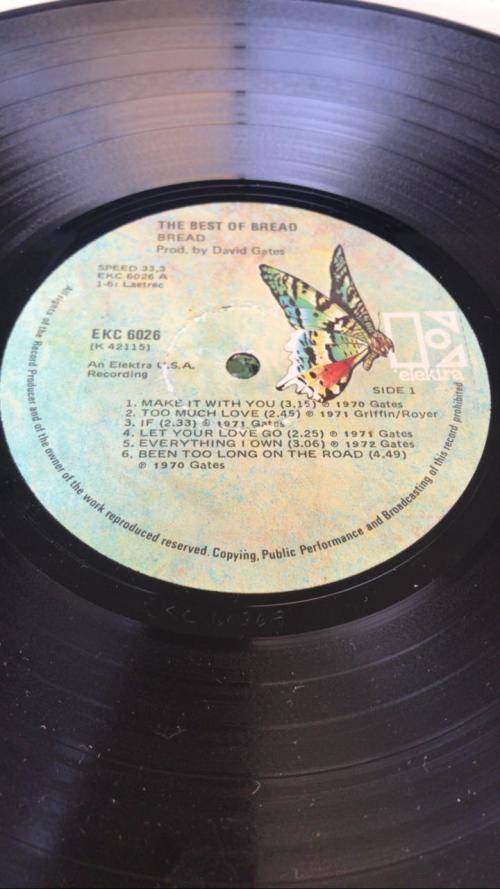 THE BEST OF BREAD
BREAD
Prod. by David Gates
SPEED 33,3
EKC 6026 A
1-6: Laetrec
EKC 6026
(K 42115)
An Elektra U.S.A.
Recording
elektra
SIDE 1
1. MAKE IT WITH YOU (3,15) ℗ 1970 Gates
2. TOO MUCH LOVE (2.45) ℗ 1971 Griffin/Royer
3. IF (2.33) ℗ 1971 Gates
4. LET YOUR LOVE GO (2.25) ℗ 1971 Gates
5. EVERYTHING I OWN (3.06) ℗ 1972 Gates
6. BEEN TOO LONG ON THE ROAD (4,49)
℗ 1970 Gates
All rights of the Record Producer and of the owner of the work reproduced reserved. Copying, Public Performance and Broadcasting of this record prohibited